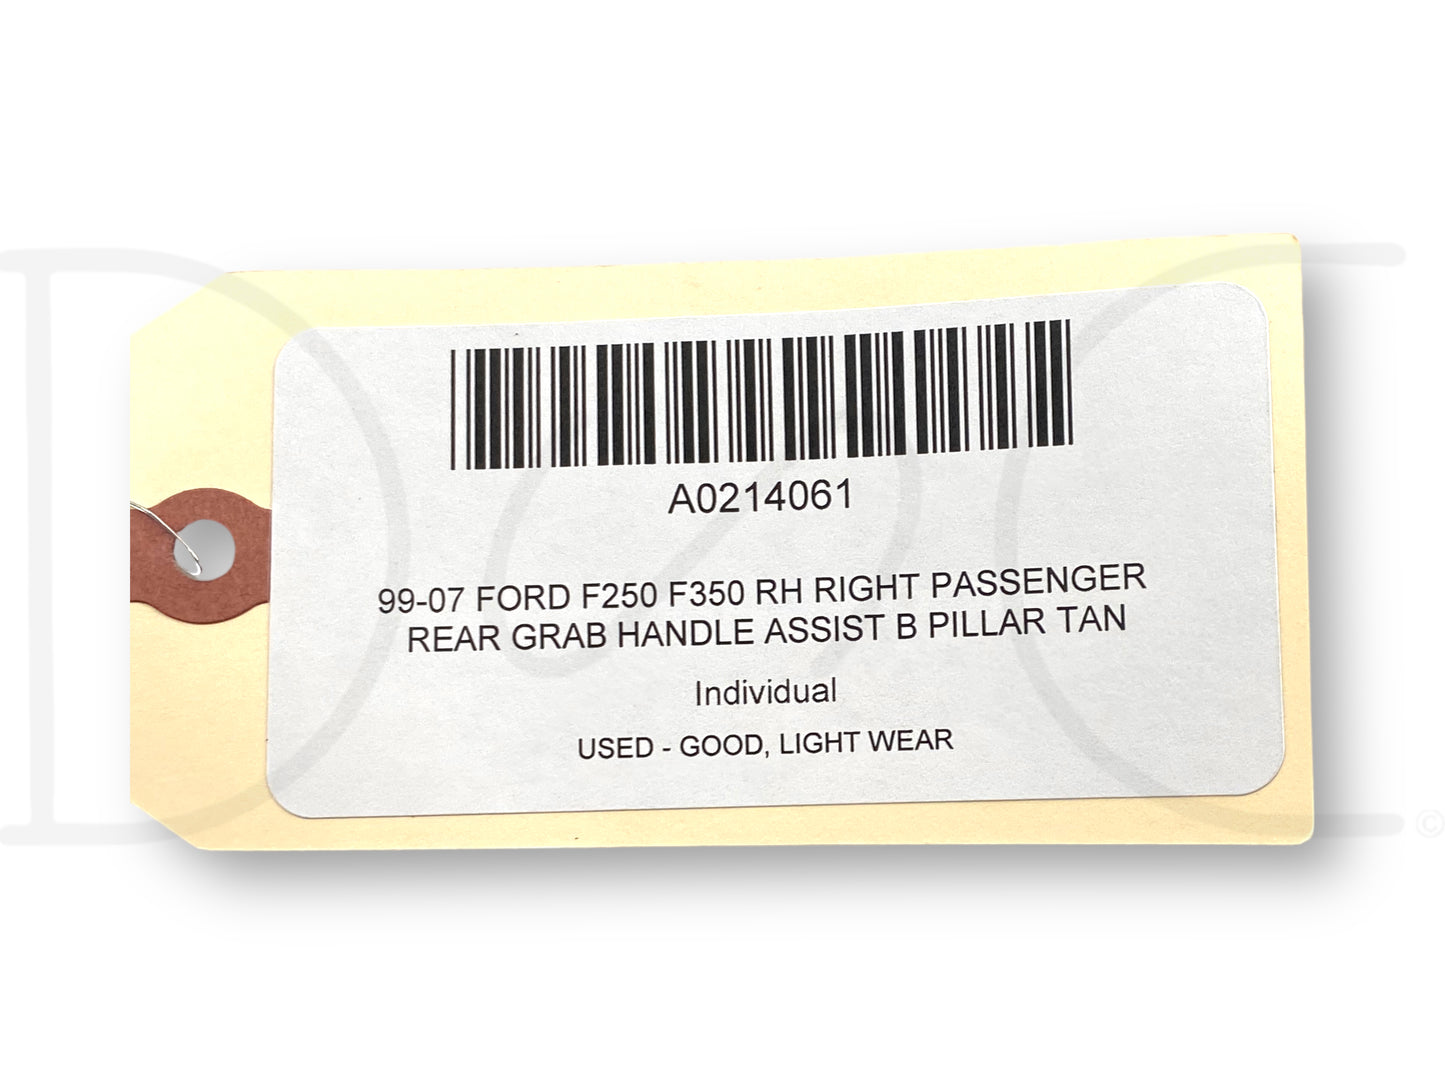 A0214061
99-07 FORD F250 F350 RH RIGHT PASSENGER
REAR GRAB HANDLE ASSIST B PILLAR TAN
Individual
USED - GOOD, LIGHT WEAR
©